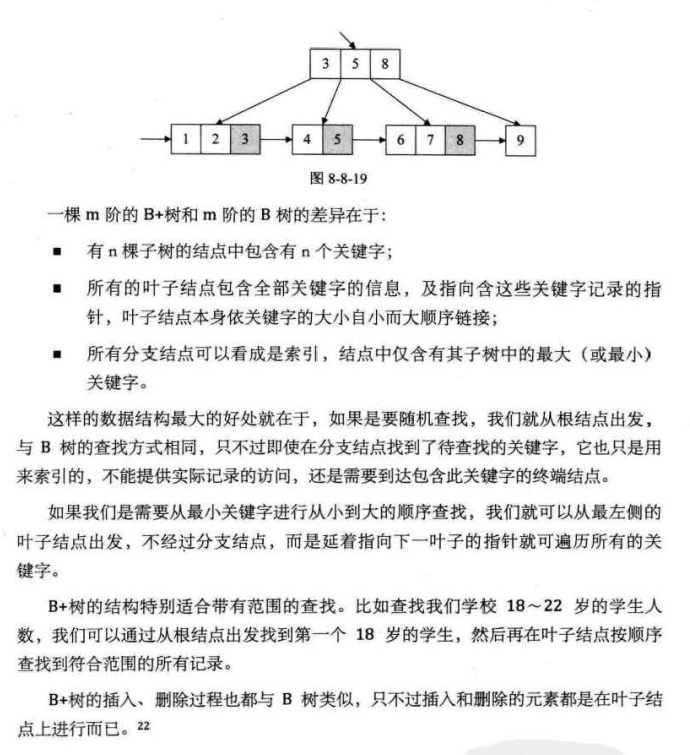 3 5 8
1 2 3 4 5 6 7 8 9
图 8-8-19
一棵 m 阶的 B+树和 m 阶的 B 树的差异在于：
■ 有 n 棵子树的结点中包含有 n 个关键字；
■ 所有的叶子结点包含全部关键字的信息，及指向含这些关键字记录的指
针，叶子结点本身依关键字的大小自小而大顺序链接；
■ 所有分支结点可以看成是索引，结点中仅含有其子树中的最大（或最小）
关键字。
这样的数据结构最大的好处就在于，如果是要随机查找，我们就从根结点出发，
与 B 树的查找方式相同，只不过即使在分支结点找到了待查找的关键字，它也只是用
来索引的，不能提供实际记录的访问，还是需要到达包含此关键字的终端结点。
如果我们是需要从最小关键字进行从小到大的顺序查找，我们就可以从最左侧的
叶子结点出发，不经过分支结点，而是延着指向下一叶子的指针就可遍历所有的关
键字。
B+树的结构特别适合带有范围的查找。比如查找我们学校 18～22 岁的学生人
数，我们可以通过从根结点出发找到第一个 18 岁的学生，然后再在叶子结点按顺序
查找到符合范围的所有记录。
B+树的插入、删除过程也都与 B 树类似，只不过插入和删除的元素都是在叶子结
点上进行而已。22